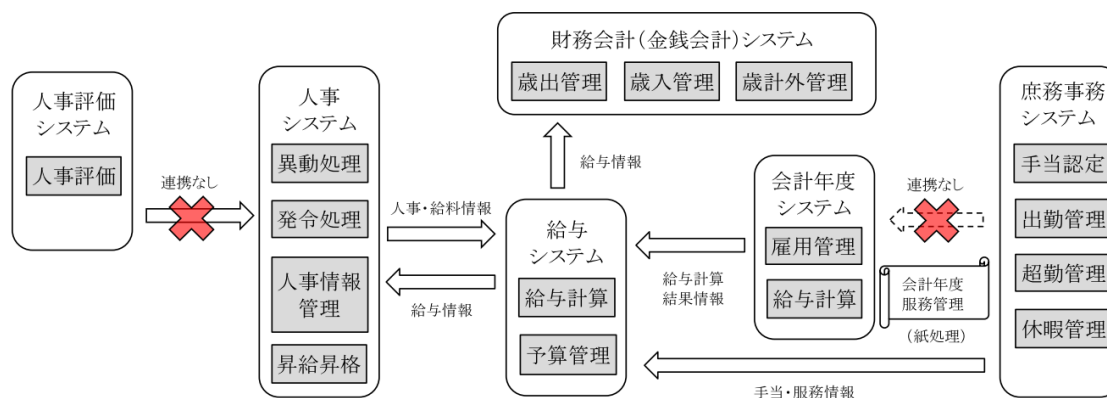 財務会計(金銭会計)システム
歳出管理
歳入管理
歳計外管理
人事評価
システム
人事評価
連携なし
人事
システム
異動処理
発令処理
人事情報
管理
昇給昇格
人事・給料情報
給与情報
給与情報
給与
システム
給与計算
予算管理
給与計算
結果情報
会計年度
システム
雇用管理
給与計算
連携なし
会計年度
服務管理
(紙処理)
手当・服務情報
庶務事務
システム
手当認定
出勤管理
超勤管理
休暇管理